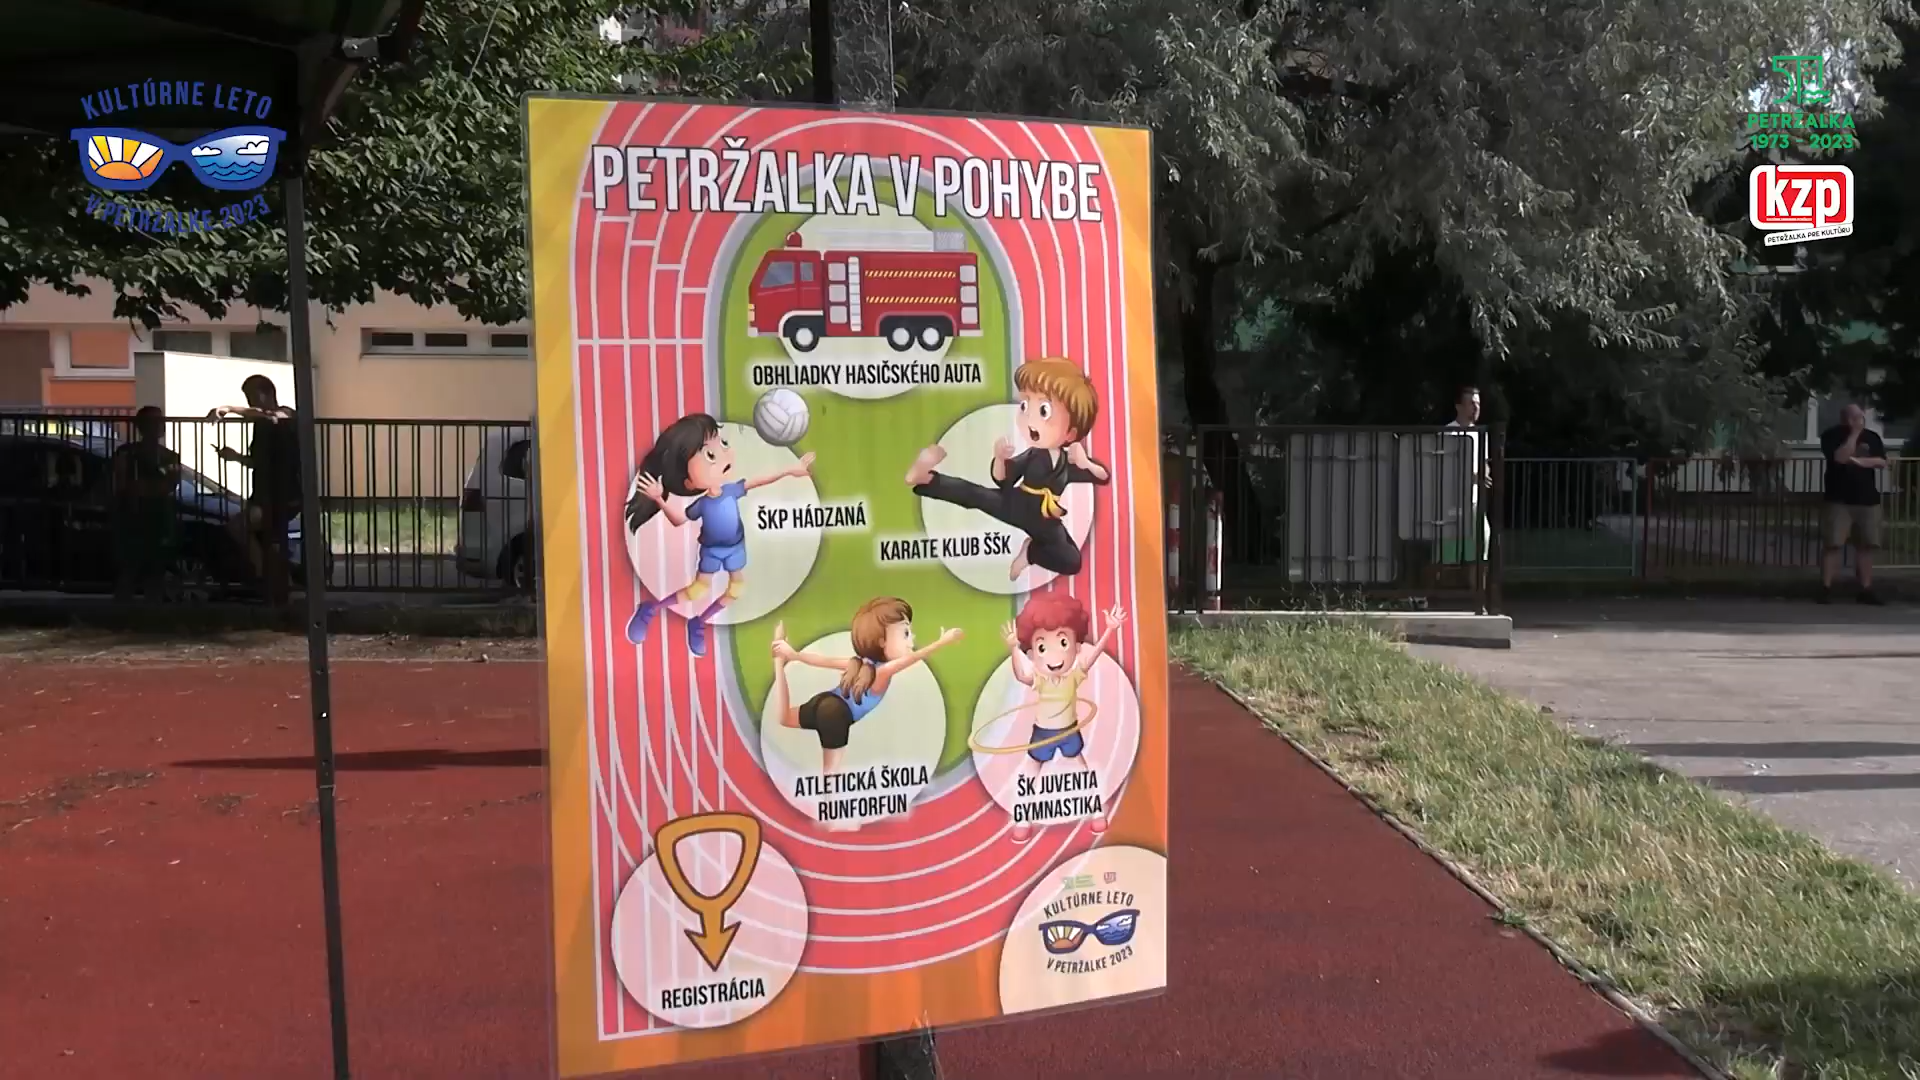 KULTÚRNE LETO
V PETRŽALKE 2023
PETRŽALKA
1973 - 2023
kzp
PETRŽALKA PRE KULTÚRU
PETRŽALKA V POHYBE
OBHLIADKY HASIČSKÉHO AUTA
ŠKP HÁDZANÁ
KARATE KLUB ŠŠK
ATLETICKÁ ŠKOLA
RUNFORFUN
ŠK JUVENTA
GYMNASTIKA
REGISTRÁCIA
KULTÚRNE LETO
V PETRŽALKE 2023